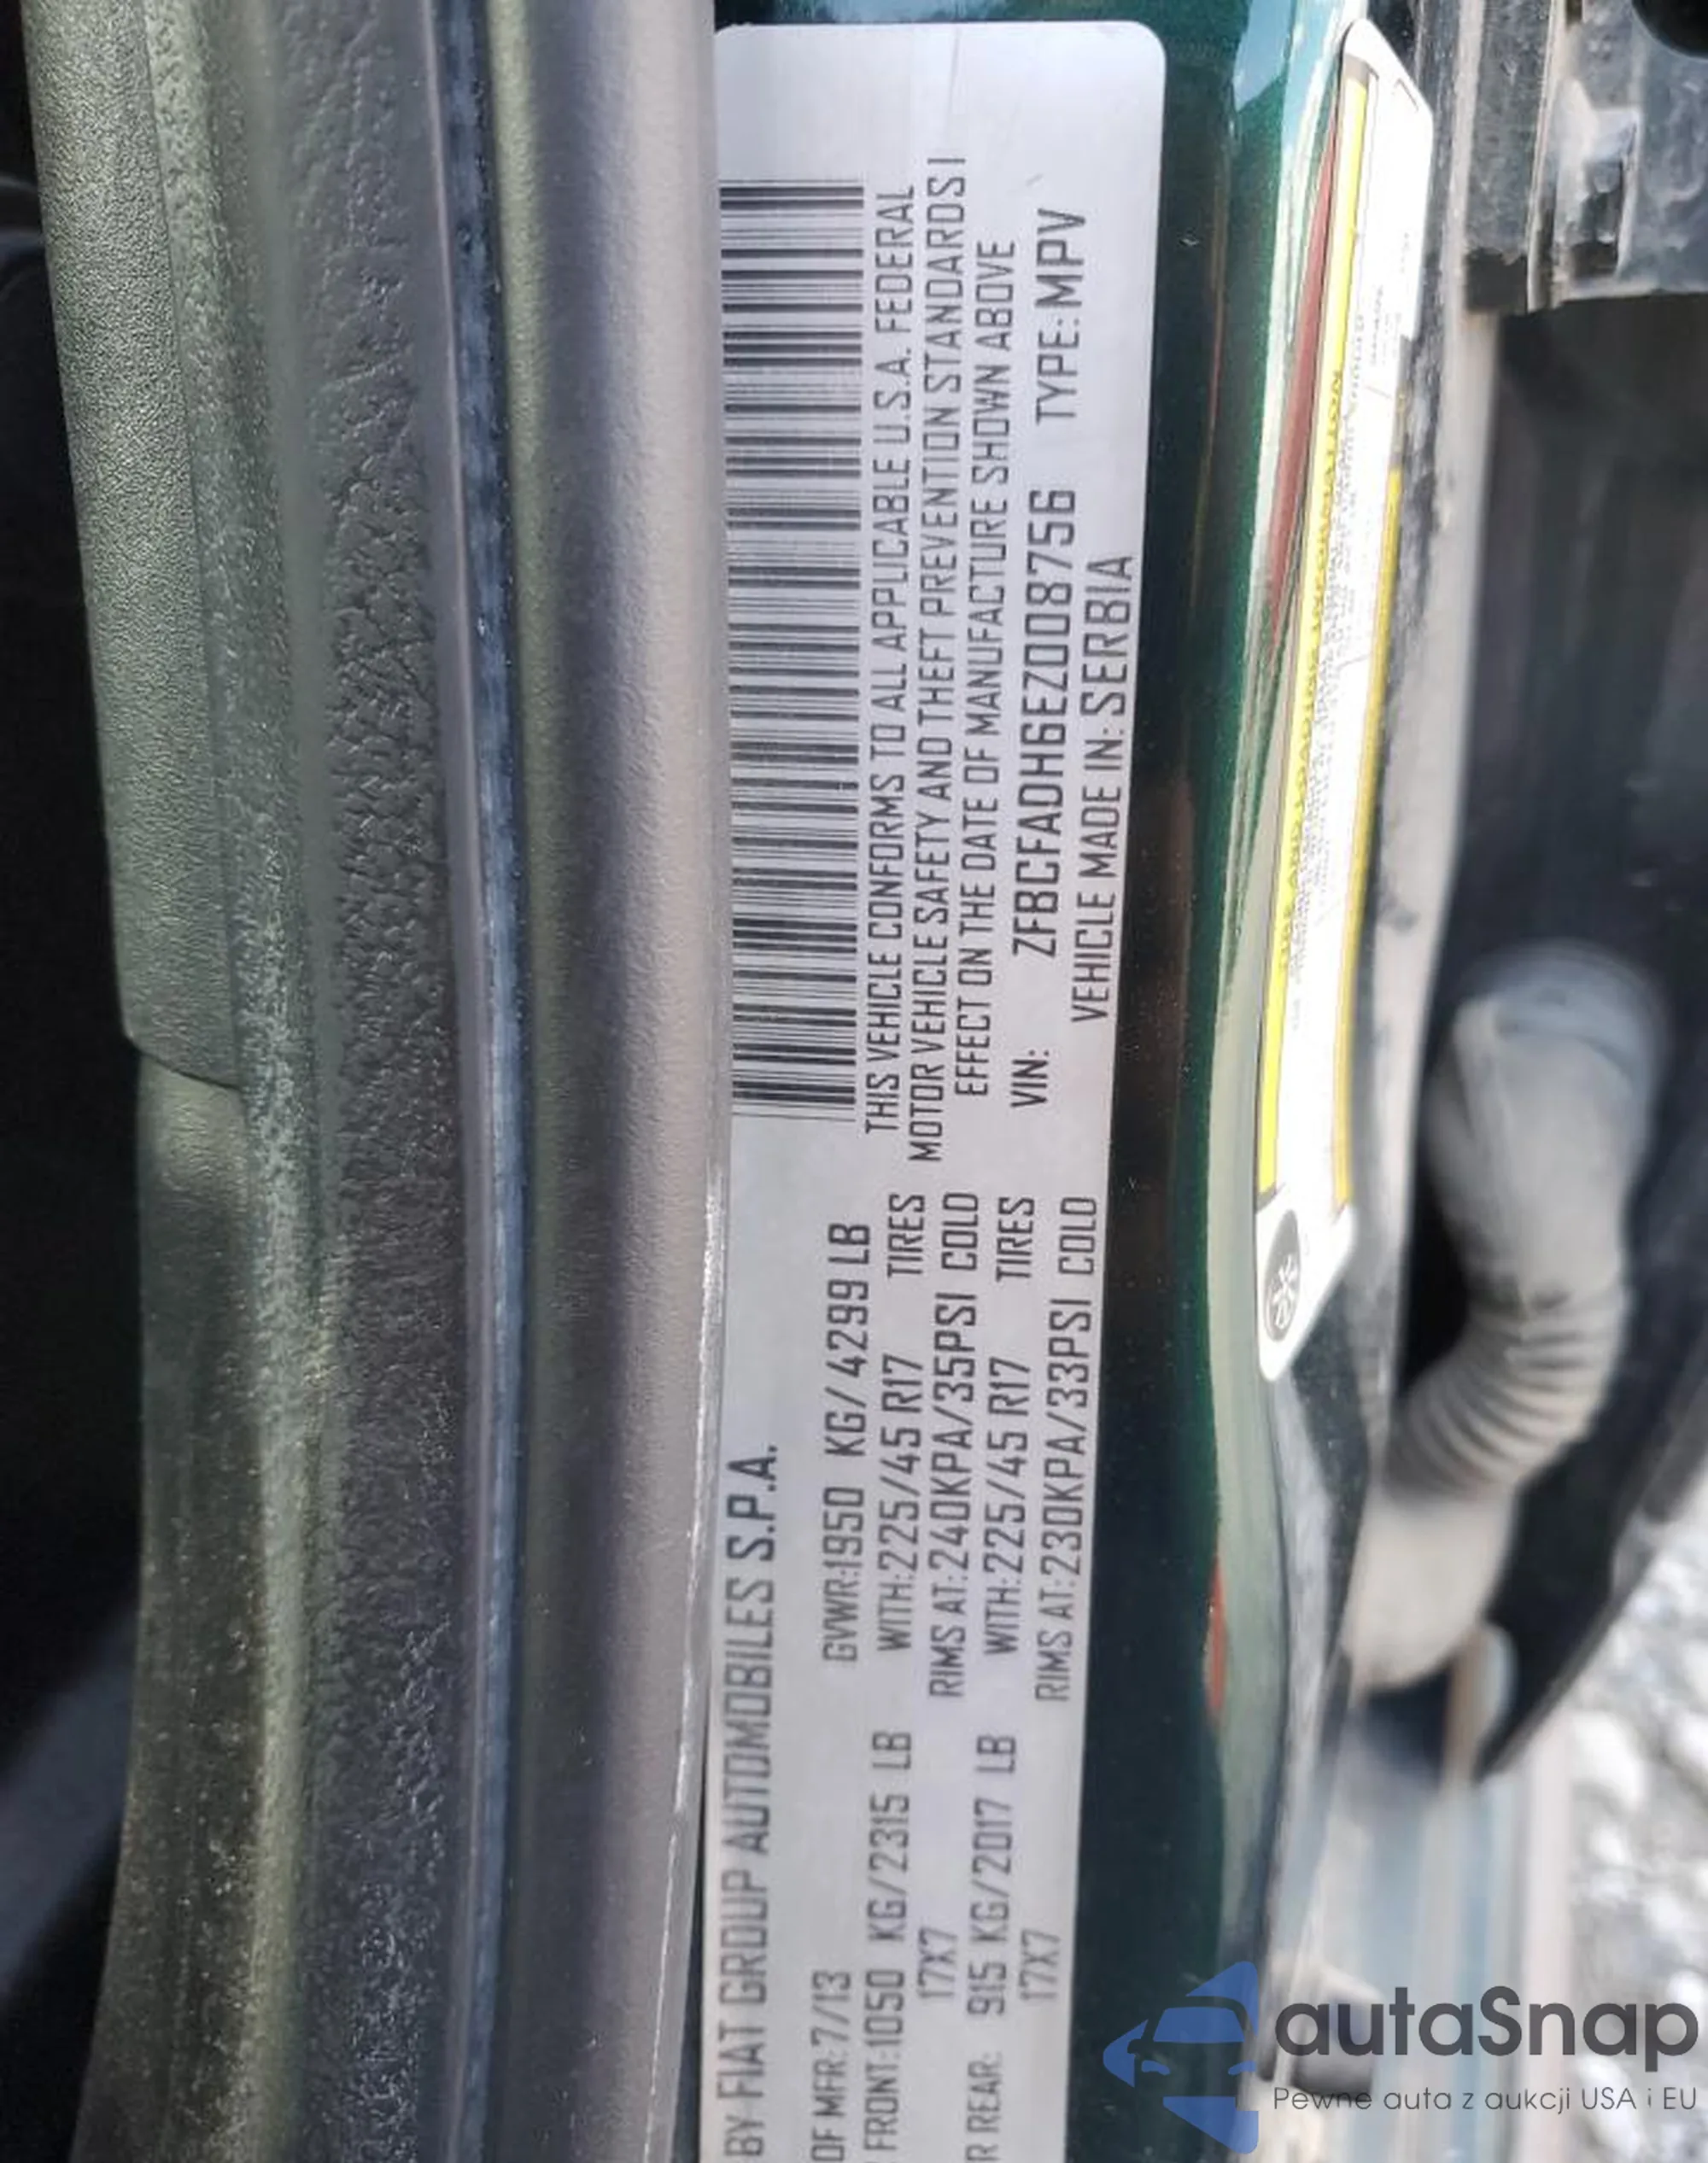 BY FIAT GROUP AUTOMOBILES S.P.A.
OF MFR:7/13
GVWR:1950 KG/4299 LB
FRONT:1050 KG/2315 LB
WITH:225/45 R17 TIRES
17X7
RIMS AT:240KPA/35PSI COLD
R REAR: 915 KG/2017 LB
WITH:225/45 R17 TIRES
17X7
RIMS AT:230KPA/33PSI COLD
THIS VEHICLE CONFORMS TO ALL APPLICABLE U.S.A. FEDERAL
MOTOR VEHICLE SAFETY AND THEFT PREVENTION STANDARDS I
EFFECT ON THE DATE OF MANUFACTURE SHOWN ABOVE
VIN: ZFBCFADH6EZ008756 TYPE: MPV
VEHICLE MADE IN: SERBIA
TIRE AND LOADING INFORMATION
autaSnap
Pewne auta z aukcji USA i EU